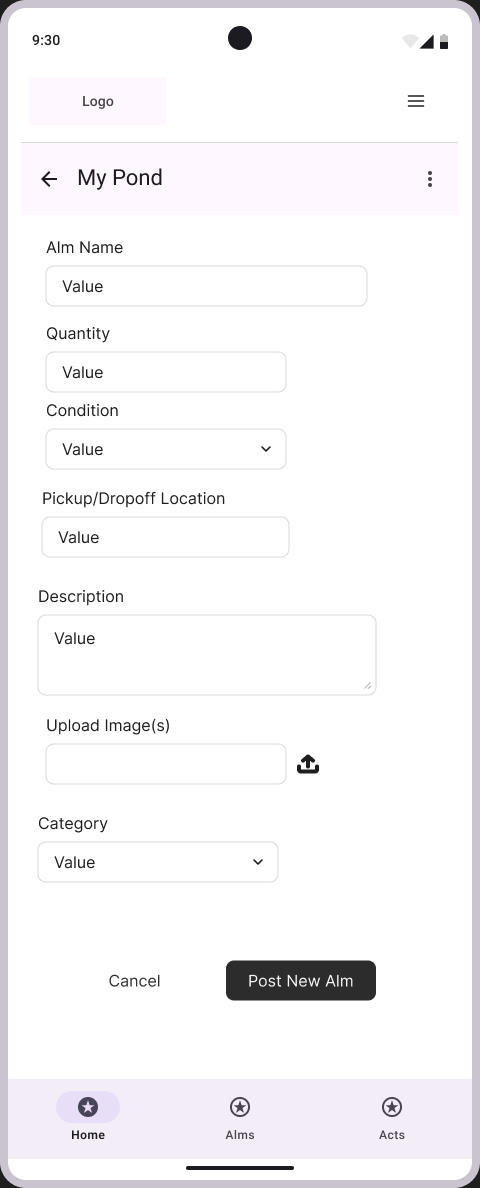 9:30
Logo
My Pond
Alm Name
Value
Quantity
Value
Condition
Value
Pickup/Dropoff Location
Value
Description
Value
Upload Image(s)
Category
Value
Cancel Post New Alm
Home Alms Acts